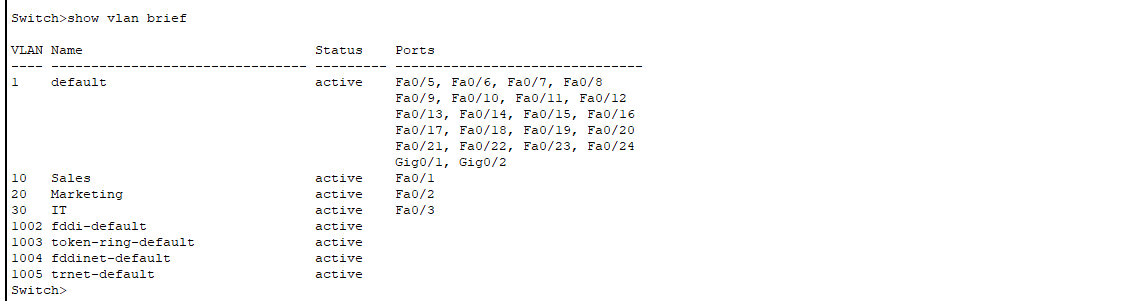 Switch>show vlan brief
VLAN Name                             Status    Ports
---- -------------------------------- --------- -------------------------------
1    default                          active    Fa0/5, Fa0/6, Fa0/7, Fa0/8
                                                Fa0/9, Fa0/10, Fa0/11, Fa0/12
                                                Fa0/13, Fa0/14, Fa0/15, Fa0/16
                                                Fa0/17, Fa0/18, Fa0/19, Fa0/20
                                                Fa0/21, Fa0/22, Fa0/23, Fa0/24
                                                Gig0/1, Gig0/2
10   Sales                            active    Fa0/1
20   Marketing                        active    Fa0/2
30   IT                               active    Fa0/3
1002 fddi-default                     active
1003 token-ring-default               active
1004 fddinet-default                  active
1005 trnet-default                    active
Switch>